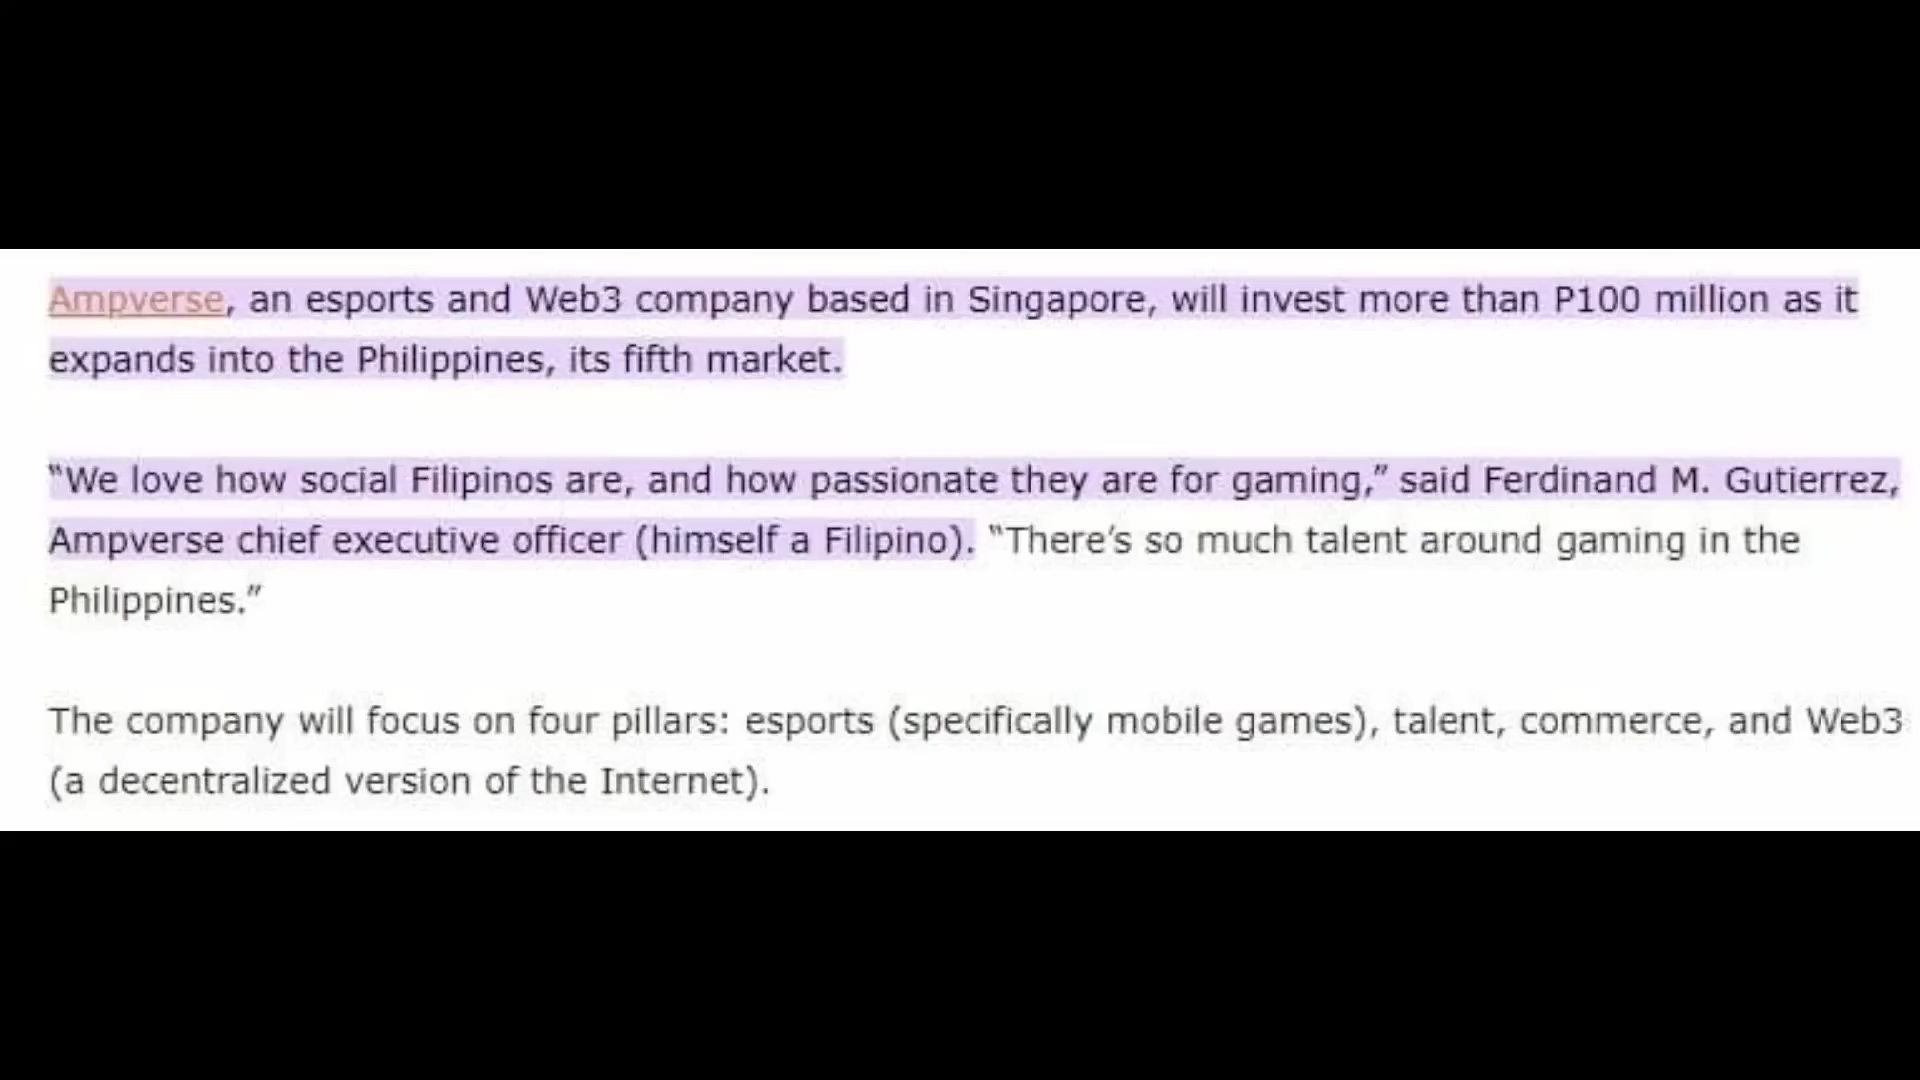 Ampverse, an esports and Web3 company based in Singapore, will invest more than P100 million as it
expands into the Philippines, its fifth market.
“We love how social Filipinos are, and how passionate they are for gaming,” said Ferdinand M. Gutierrez,
Ampverse chief executive officer (himself a Filipino). “There’s so much talent around gaming in the
Philippines.”
The company will focus on four pillars: esports (specifically mobile games), talent, commerce, and Web3
(a decentralized version of the Internet).